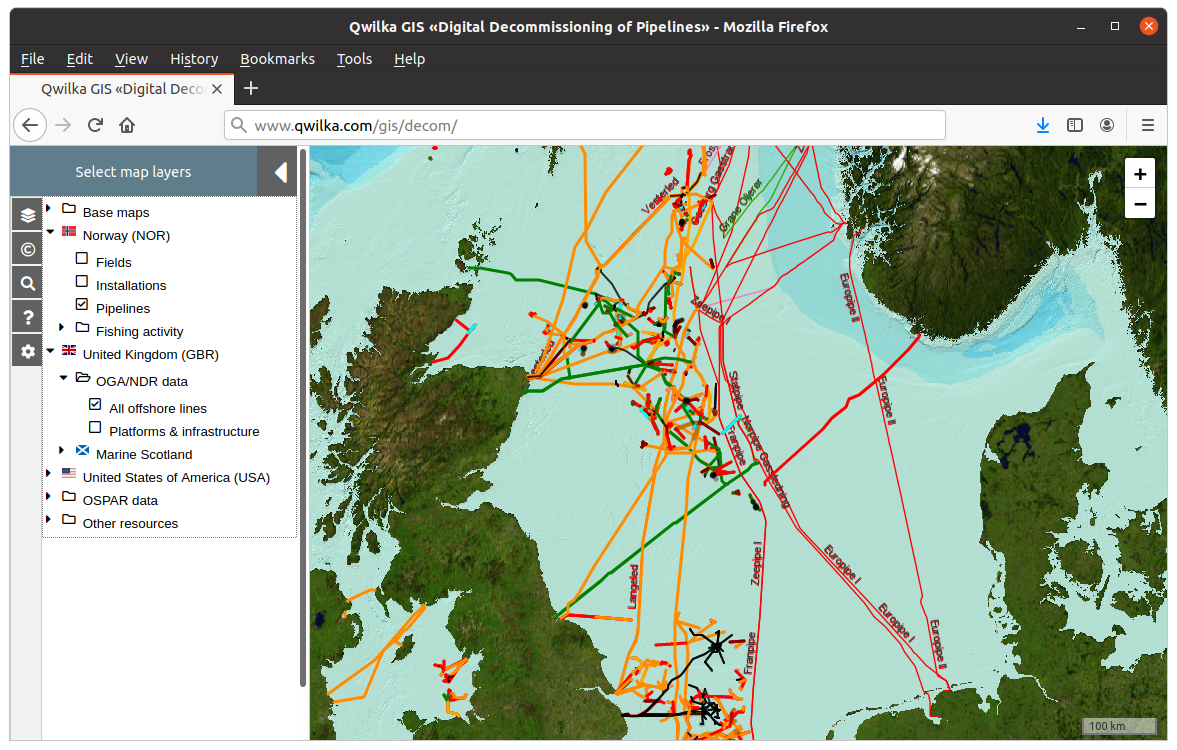 Qwilka GIS «Digital Decommissioning of Pipelines» - Mozilla Firefox
File Edit View History Bookmarks Tools Help
Qwilka GIS «Digital Deco
www.qwilka.com/gis/decom/
Select map layers
Base maps
Norway (NOR)
Fields
Installations
Pipelines
Fishing activity
United Kingdom (GBR)
OGA/NDR data
All offshore lines
Platforms & infrastructure
Marine Scotland
United States of America (USA)
OSPAR data
Other resources
Vesterled
Grane Oljerør
Zeepipe
Europipe II
Statpipe
Norpipe Gassledning
Franpipe
Europipe II
Langeled
Zeepipe I
Europipe I
Europipe I
Europipe II
Franpipe
+
−
100 km